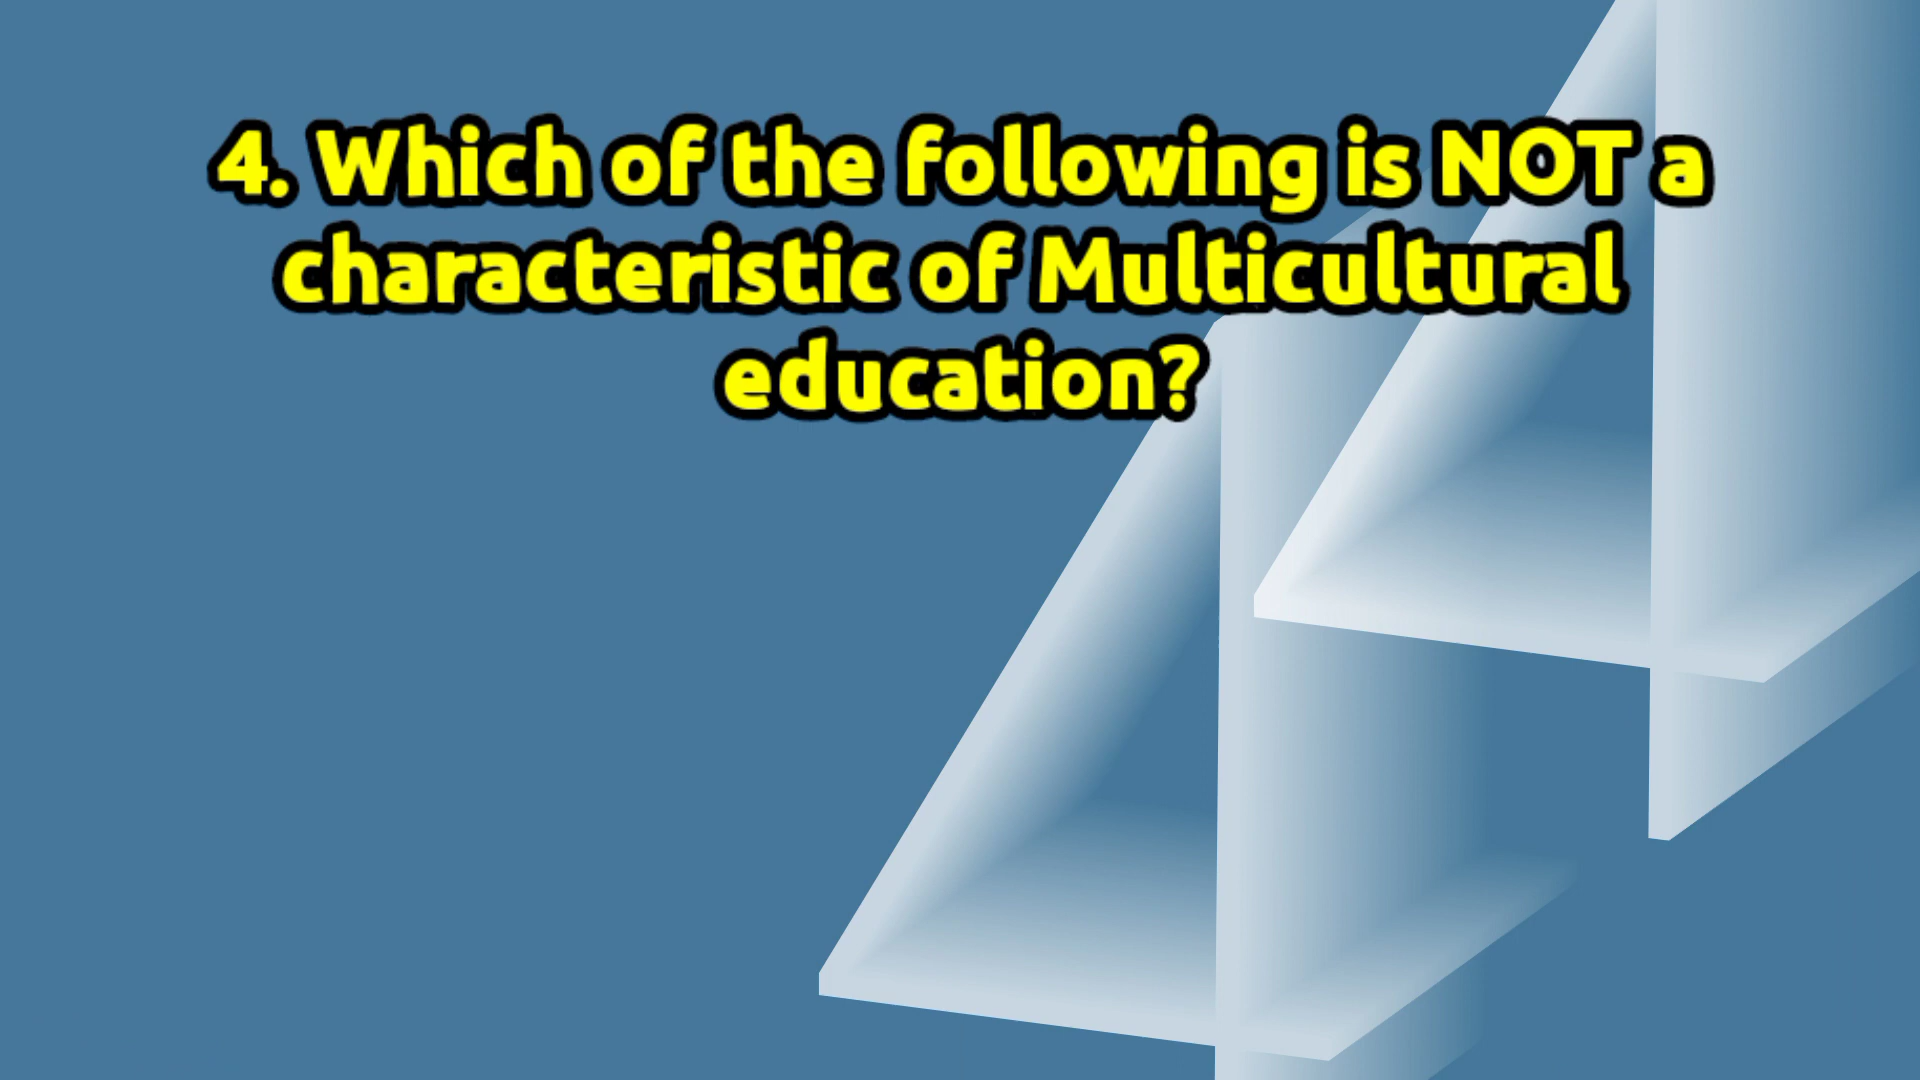 4. Which of the following is NOT a
characteristic of Multicultural
education?